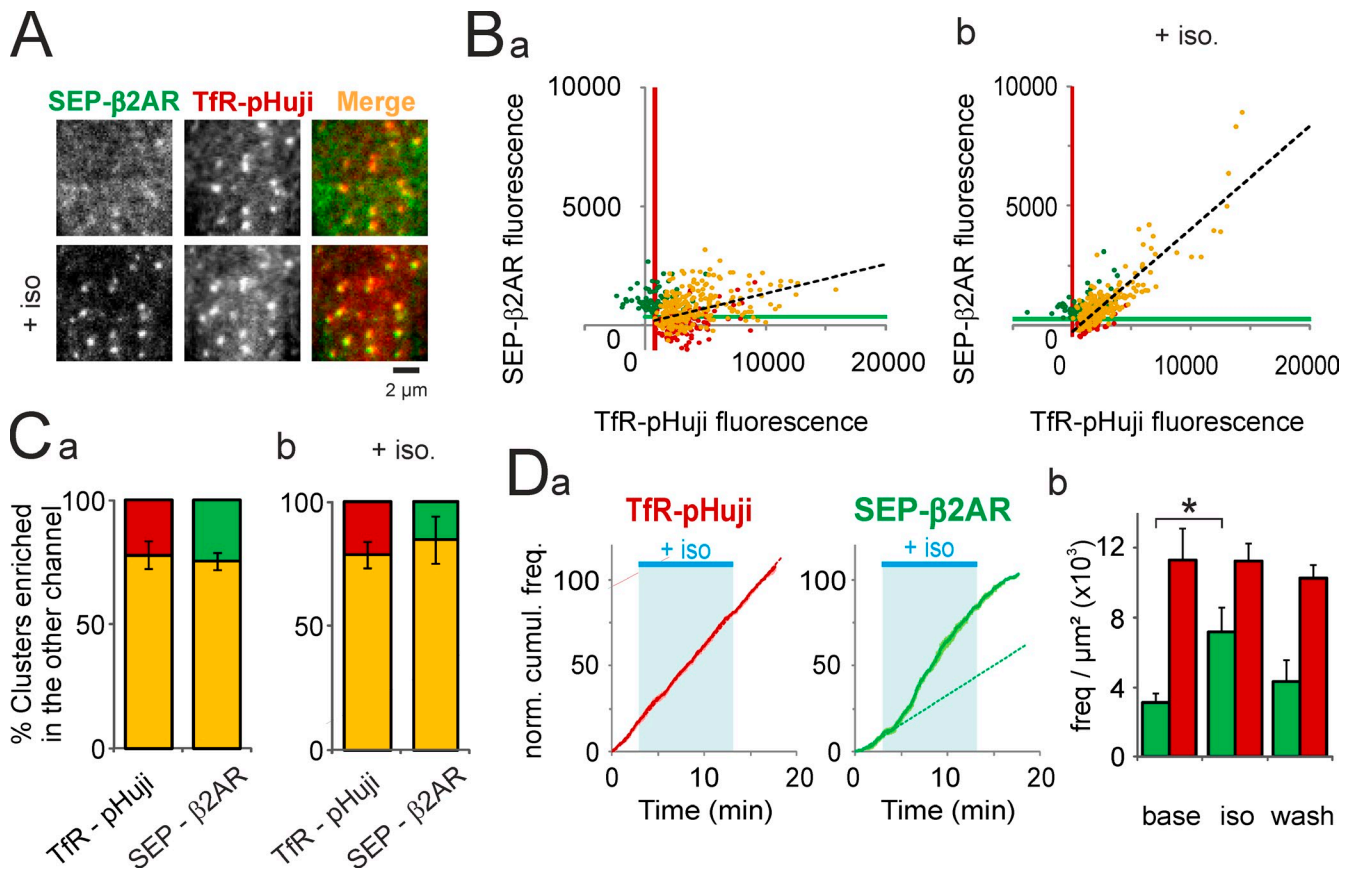 A
SEP-β2AR TfR-pHuji Merge
+ iso
2 µm
B a
10000
5000
0
0 10000 20000
SEP-β2AR fluorescence
TfR-pHuji fluorescence
b + iso.
10000
5000
0
0 10000 20000
SEP-β2AR fluorescence
TfR-pHuji fluorescence
C a
% Clusters enriched
in the other channel
100
50
0
TfR - pHuji
SEP - β2AR
b + iso.
100
50
0
TfR - pHuji
SEP - β2AR
D a
TfR-pHuji
+ iso
norm. cumul. freq.
100
50
0
0 10 20
Time (min)
SEP-β2AR
+ iso
100
50
0
0 10 20
Time (min)
b
*
freq / µm² (x10³)
12
8
4
0
base iso wash